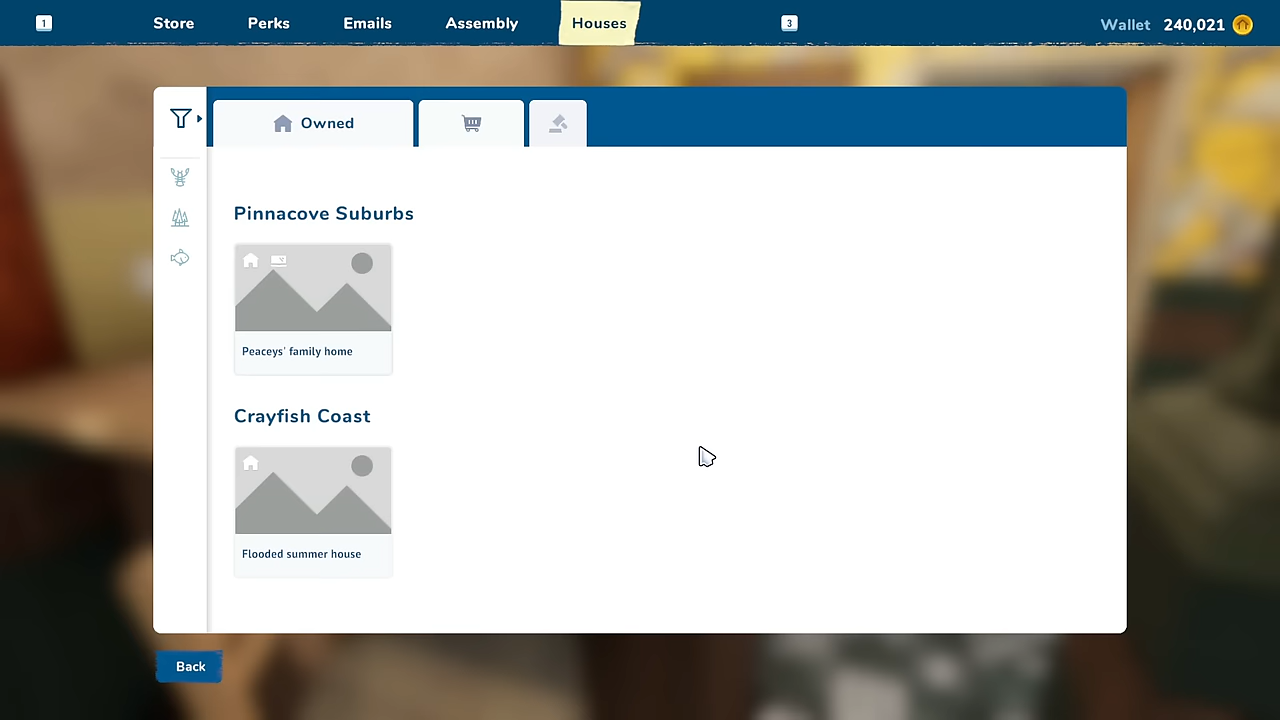 1
Store
Perks
Emails
Assembly
Houses
3
Wallet 240,021
Owned
Pinnacove Suburbs
Peaceys' family home
Crayfish Coast
Flooded summer house
Back